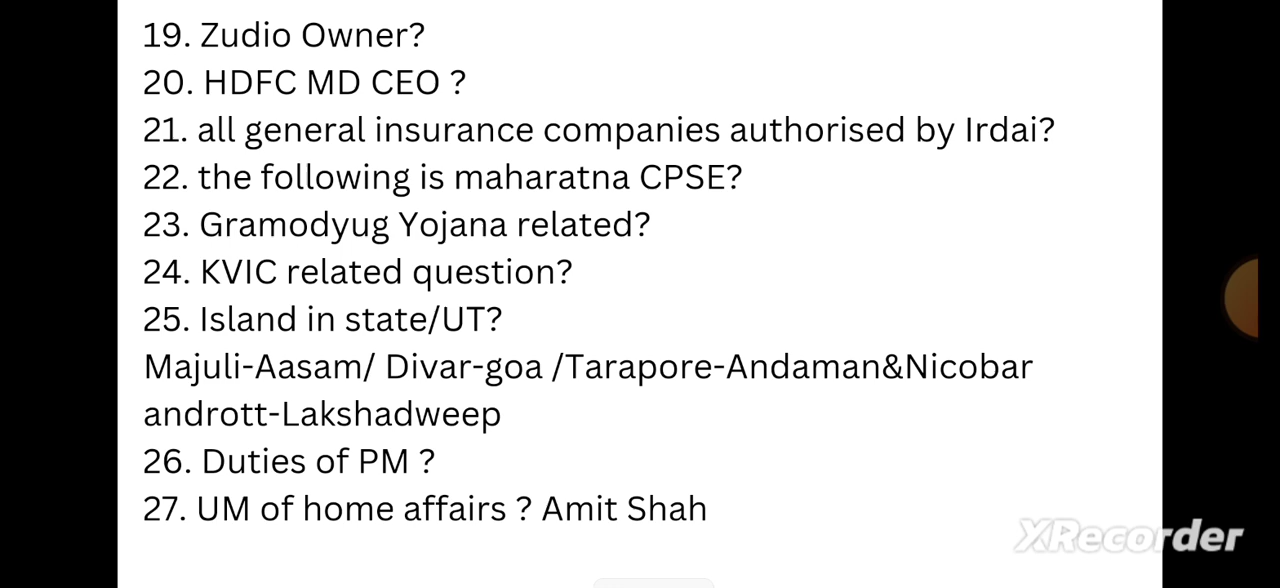 19. Zudio Owner?
20. HDFC MD CEO ?
21. all general insurance companies authorised by Irdai?
22. the following is maharatna CPSE?
23. Gramodyug Yojana related?
24. KVIC related question?
25. Island in state/UT?
Majuli-Aasam/ Divar-goa /Tarapore-Andaman&Nicobar
andrott-Lakshadweep
26. Duties of PM ?
27. UM of home affairs ? Amit Shah
XRecorder